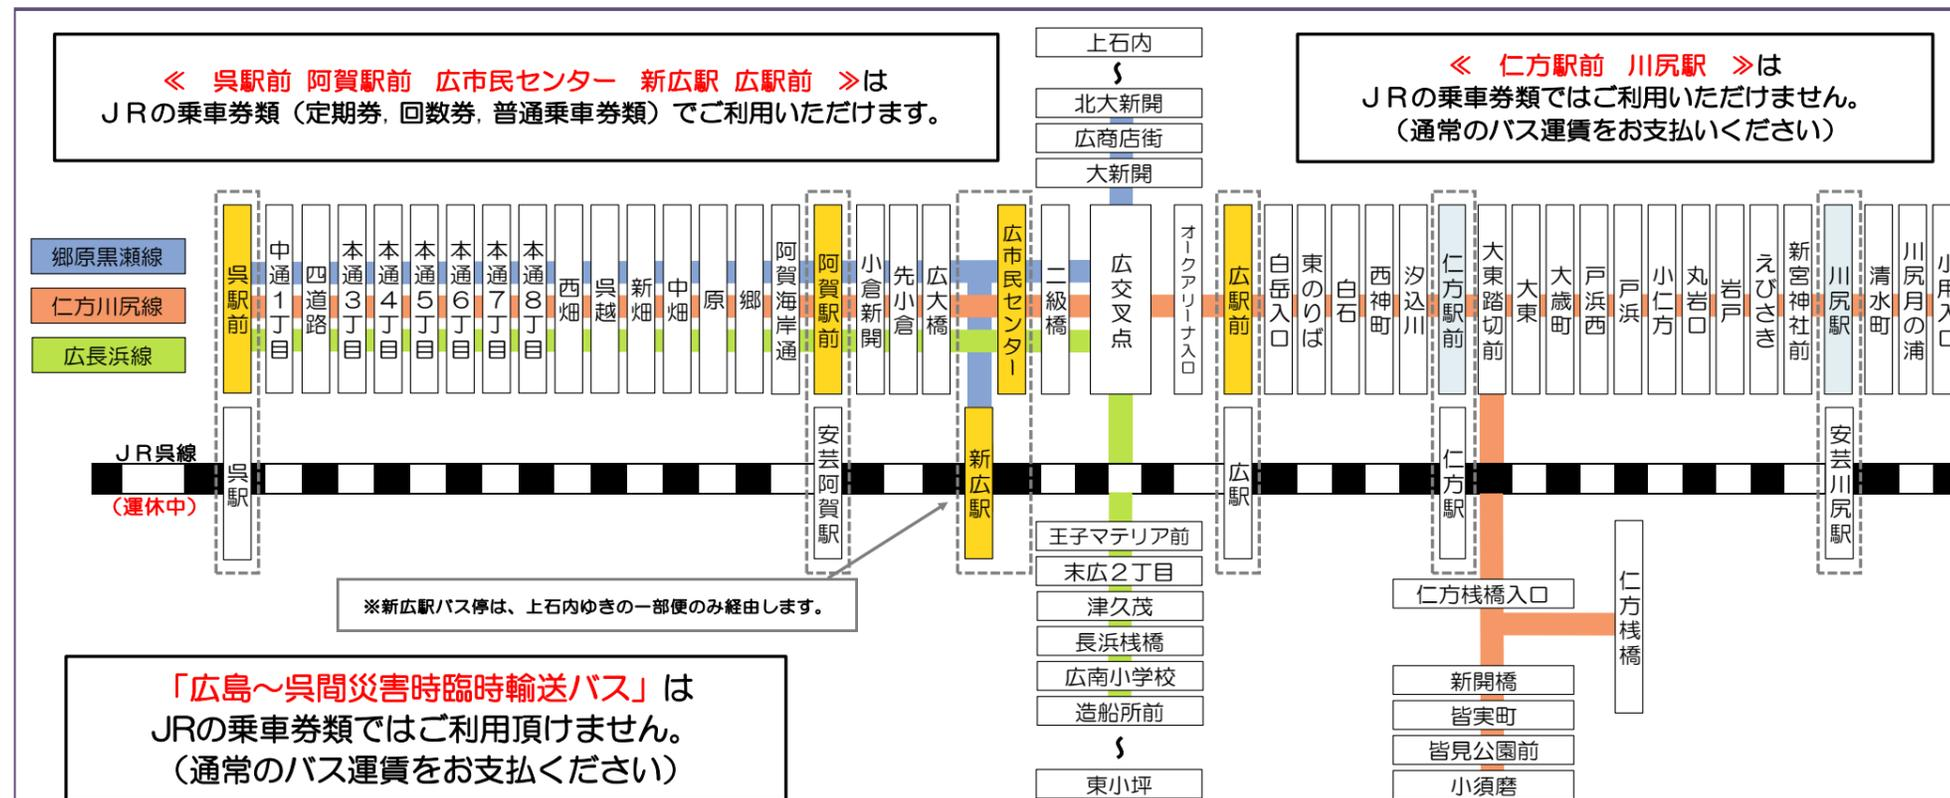 ≪　呉駅前 阿賀駅前　広市民センター　新広駅 広駅前　≫は
ＪＲの乗車券類（定期券, 回数券, 普通乗車券類）でご利用いただけます。
上石内
～
北大新開
広商店街
大新開
≪　仁方駅前　川尻駅　≫は
ＪＲの乗車券類ではご利用いただけません。
（通常のバス運賃をお支払いください）
郷原黒瀬線
仁方川尻線
広長浜線
呉駅前
中通１丁目
四道路
本通３丁目
本通４丁目
本通５丁目
本通６丁目
本通７丁目
本通８丁目
西畑
呉越
新畑
中畑
原
郷
阿賀海岸通
阿賀駅前
小倉新開
先小倉
広大橋
広市民センター
二級橋
広交叉点
オークアリーナ入口
広駅前
白岳入口
東のりば
白石
西神町
汐込川
仁方駅前
大東踏切前
大東
大歳町
戸浜西
戸浜
小仁方
丸岩口
岩戸
えびさき
新宮神社前
川尻駅
清水町
川尻月の浦
小用入口
ＪＲ呉線
（運休中）
呉駅
安芸阿賀駅
新広駅
広駅
仁方駅
安芸川尻駅
※新広駅バス停は、上石内ゆきの一部便のみ経由します。
王子マテリア前
末広２丁目
津久茂
長浜桟橋
広南小学校
造船所前
～
東小坪
仁方桟橋入口
仁方桟橋
新開橋
皆実町
皆見公園前
小須磨
「広島～呉間災害時臨時輸送バス」は
JRの乗車券類ではご利用頂けません。
（通常のバス運賃をお支払ください）